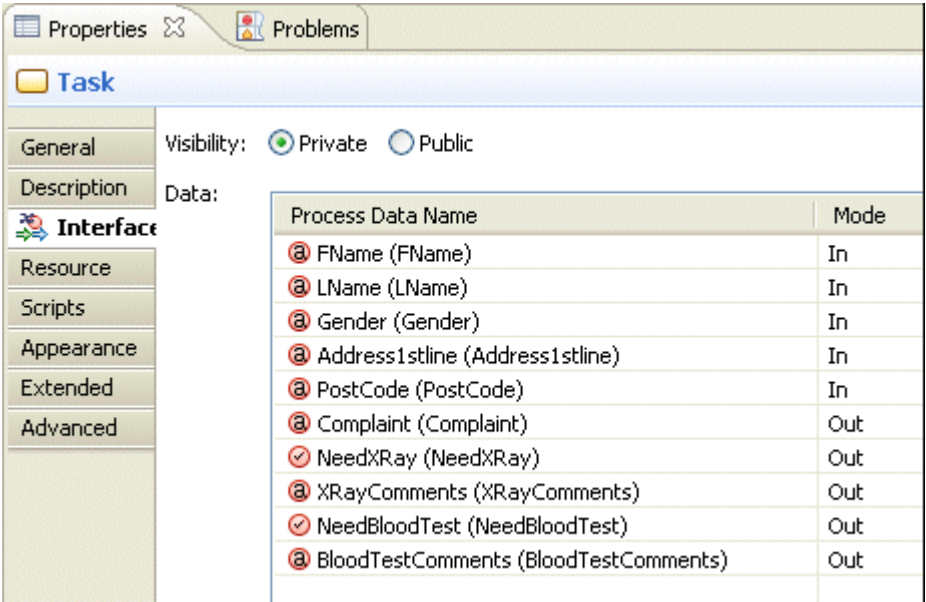 Properties Problems
Task
General
Description
Interface
Resource
Scripts
Appearance
Extended
Advanced
Visibility: Private Public
Data:
Process Data Name Mode
FName (FName) In
LName (LName) In
Gender (Gender) In
Address1stline (Address1stline) In
PostCode (PostCode) In
Complaint (Complaint) Out
NeedXRay (NeedXRay) Out
XRayComments (XRayComments) Out
NeedBloodTest (NeedBloodTest) Out
BloodTestComments (BloodTestComments) Out